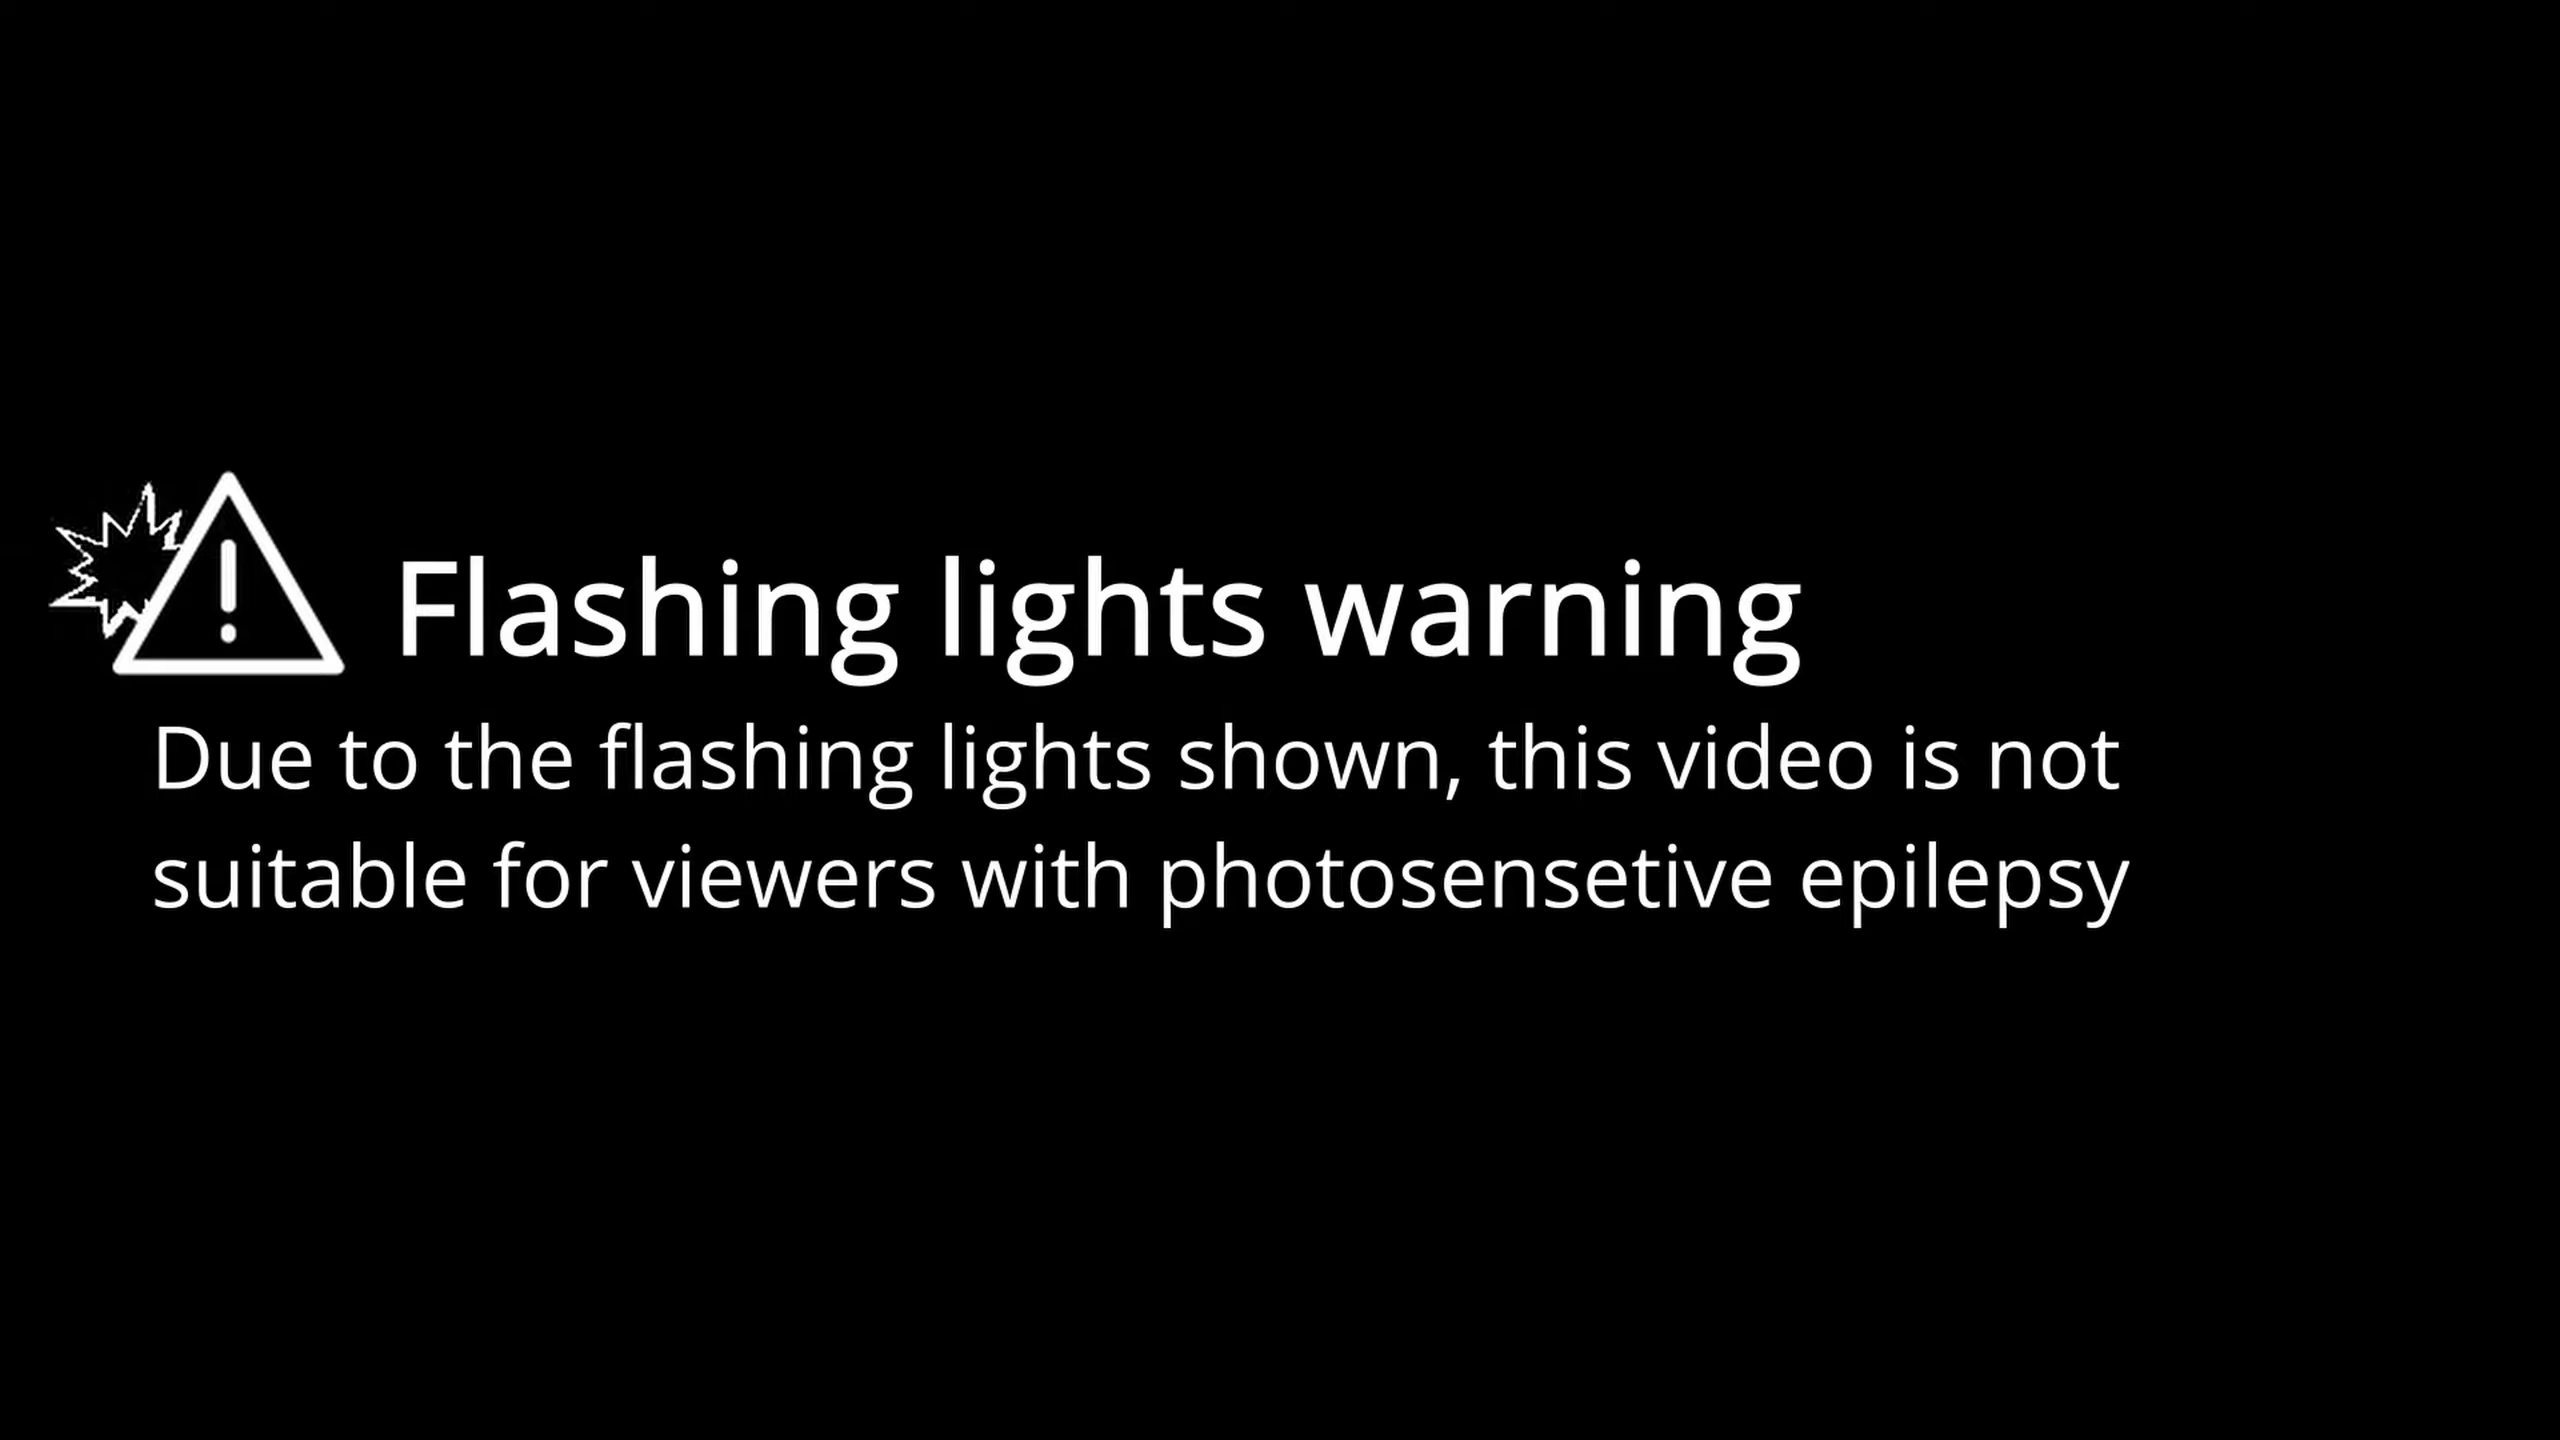 Flashing lights warning
Due to the flashing lights shown, this video is not
suitable for viewers with photosensetive epilepsy